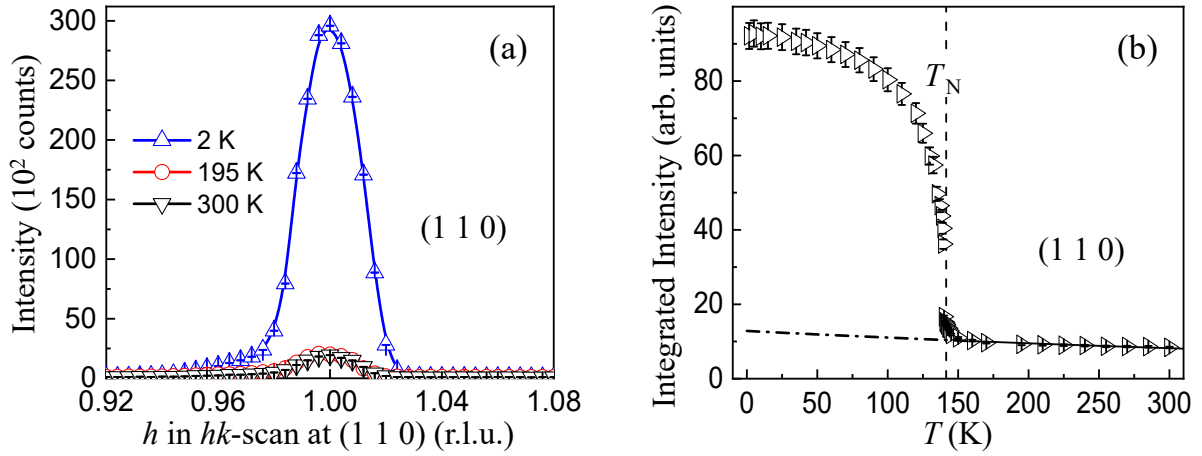 (a)
Intensity (10² counts)
300
250
200
150
100
50
0
2 K
195 K
300 K
(1 1 0)
0.92 0.96 1.00 1.04 1.08
h in hk-scan at (1 1 0) (r.l.u.)
(b)
Integrated Intensity (arb. units)
80
60
40
20
0
T_N
(1 1 0)
0 50 100 150 200 250 300
T (K)